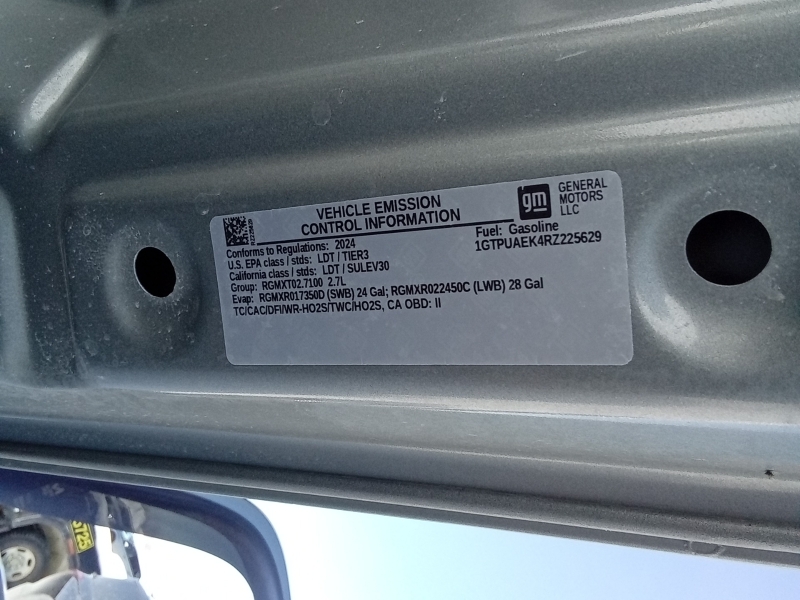 VEHICLE EMISSION
CONTROL INFORMATION
gm
GENERAL
MOTORS
LLC
Conforms to Regulations: 2024
Fuel: Gasoline
U.S. EPA class / stds: LDT / TIER3
1GTPUAEK4RZ225629
California class / stds: LDT / SULEV30
Group: RGMXT02.7100 2.7L
Evap: RGMXR017350D (SWB) 24 Gal; RGMXR022450C (LWB) 28 Gal
TC/CAC/DFI/WR-HO2S/TWC/HO2S, CA OBD: II
RZ225629